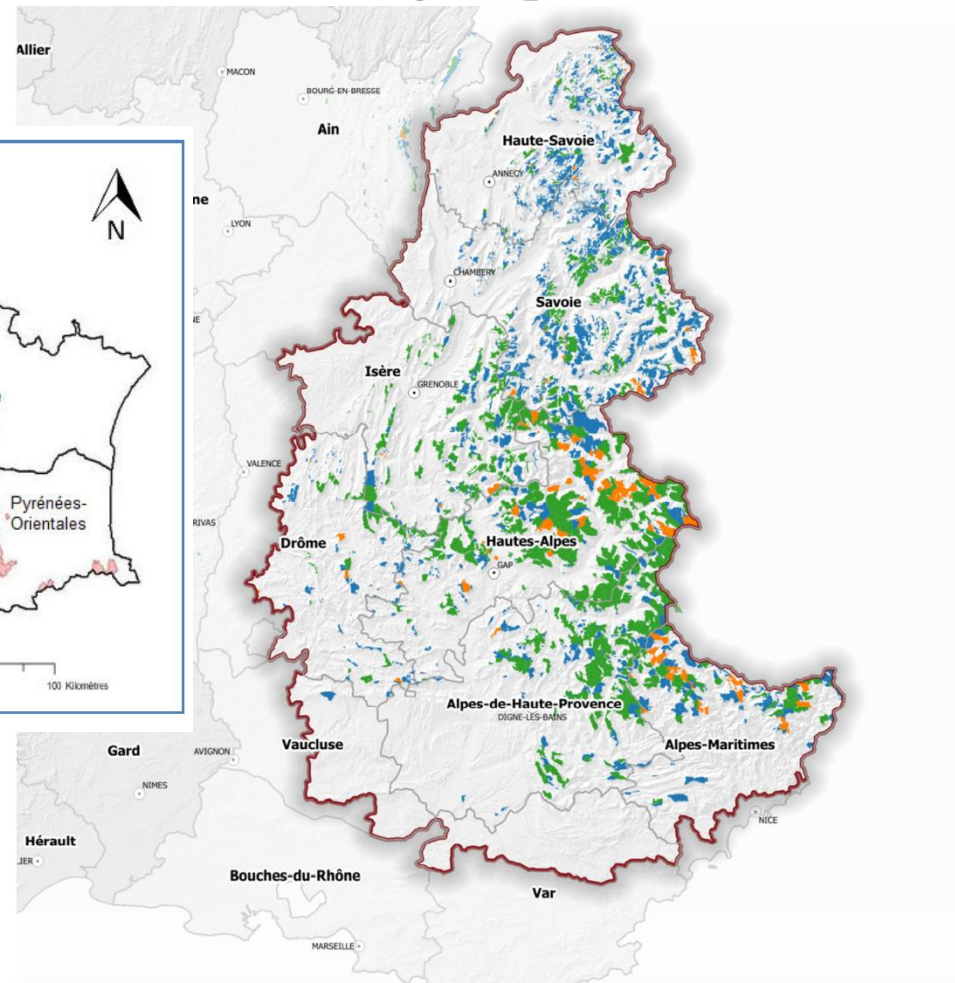 Allier
MACON
BOURG-EN-BRESSE
Ain
Haute-Savoie
ANNECY
N
ne
LYON
CHAMBERY
Savoie
NE
Isère
GRENOBLE
VALENCE
Pyrénées-
Orientales
RIVAS
Drôme
Hautes-Alpes
GAP
100 Kilomètres
Alpes-de-Haute-Provence
DIGNE-LES-BAINS
Gard
AVIGNON
Vaucluse
Alpes-Maritimes
NIMES
NICE
Hérault
LIER
Bouches-du-Rhône
Var
MARSEILLE